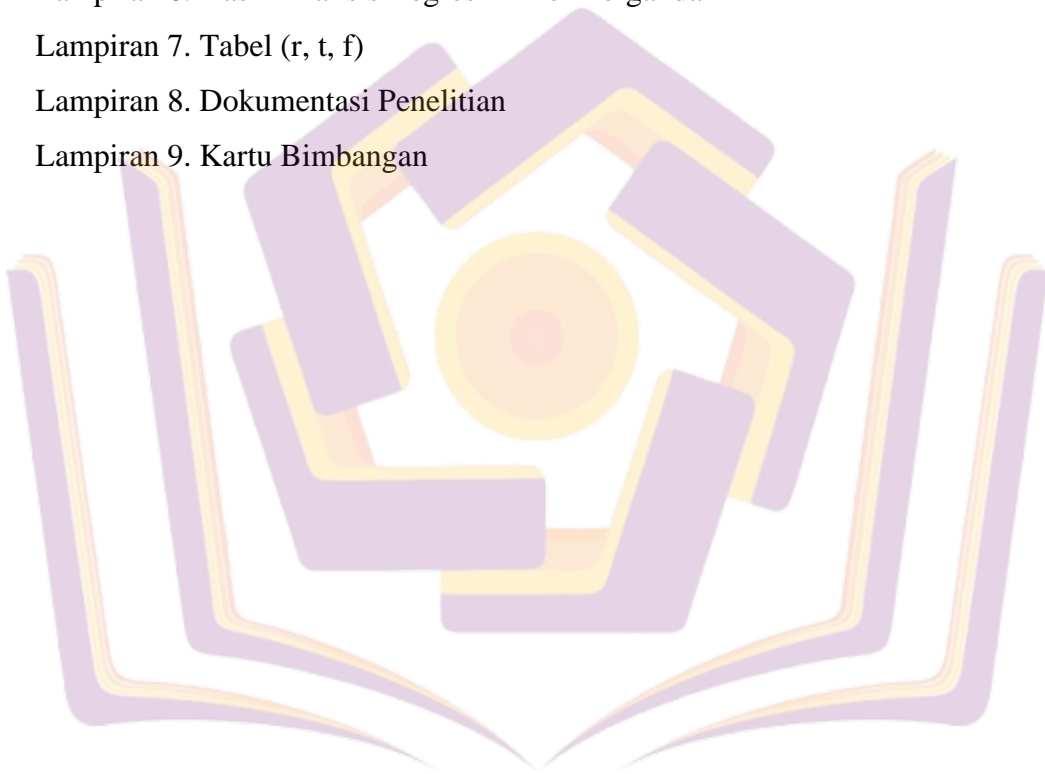 Lampiran 7. Tabel (r, t, f)
Lampiran 8. Dokumentasi Penelitian
Lampiran 9. Kartu Bimbangan